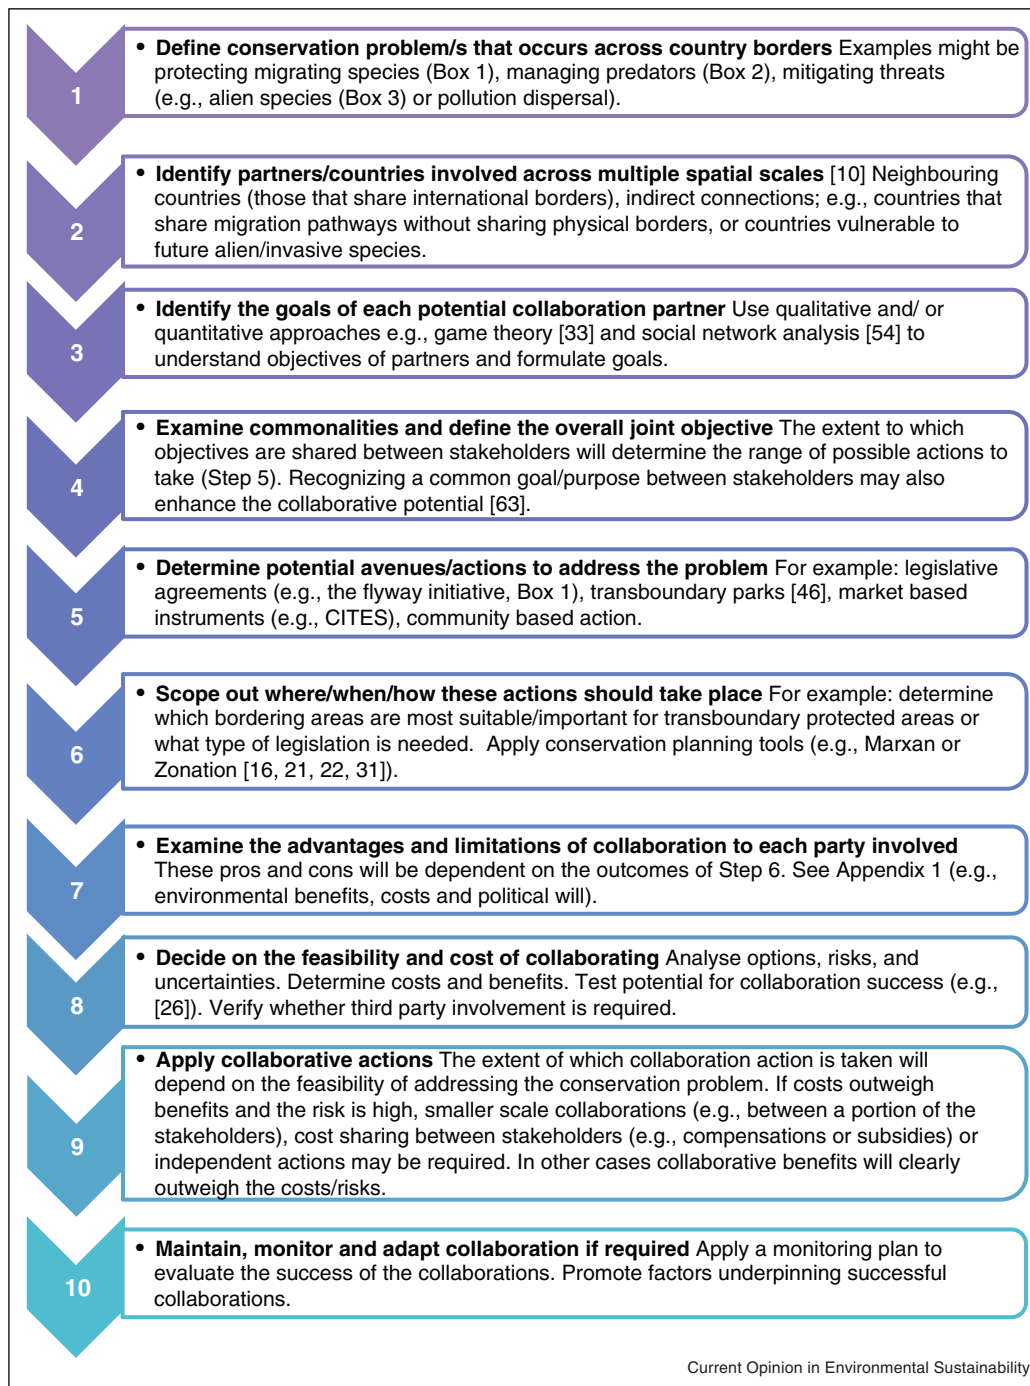 1
• Define conservation problem/s that occurs across country borders Examples might be
protecting migrating species (Box 1), managing predators (Box 2), mitigating threats
(e.g., alien species (Box 3) or pollution dispersal).
2
• Identify partners/countries involved across multiple spatial scales [10] Neighbouring
countries (those that share international borders), indirect connections; e.g., countries that
share migration pathways without sharing physical borders, or countries vulnerable to
future alien/invasive species.
3
• Identify the goals of each potential collaboration partner Use qualitative and/ or
quantitative approaches e.g., game theory [33] and social network analysis [54] to
understand objectives of partners and formulate goals.
4
• Examine commonalities and define the overall joint objective The extent to which
objectives are shared between stakeholders will determine the range of possible actions to
take (Step 5). Recognizing a common goal/purpose between stakeholders may also
enhance the collaborative potential [63].
5
• Determine potential avenues/actions to address the problem For example: legislative
agreements (e.g., the flyway initiative, Box 1), transboundary parks [46], market based
instruments (e.g., CITES), community based action.
6
• Scope out where/when/how these actions should take place For example: determine
which bordering areas are most suitable/important for transboundary protected areas or
what type of legislation is needed. Apply conservation planning tools (e.g., Marxan or
Zonation [16, 21, 22, 31]).
7
• Examine the advantages and limitations of collaboration to each party involved
These pros and cons will be dependent on the outcomes of Step 6. See Appendix 1 (e.g.,
environmental benefits, costs and political will).
8
• Decide on the feasibility and cost of collaborating Analyse options, risks, and
uncertainties. Determine costs and benefits. Test potential for collaboration success (e.g.,
[26]). Verify whether third party involvement is required.
9
• Apply collaborative actions The extent of which collaboration action is taken will
depend on the feasibility of addressing the conservation problem. If costs outweigh
benefits and the risk is high, smaller scale collaborations (e.g., between a portion of the
stakeholders), cost sharing between stakeholders (e.g., compensations or subsidies) or
independent actions may be required. In other cases collaborative benefits will clearly
outweigh the costs/risks.
10
• Maintain, monitor and adapt collaboration if required Apply a monitoring plan to
evaluate the success of the collaborations. Promote factors underpinning successful
collaborations.
Current Opinion in Environmental Sustainability